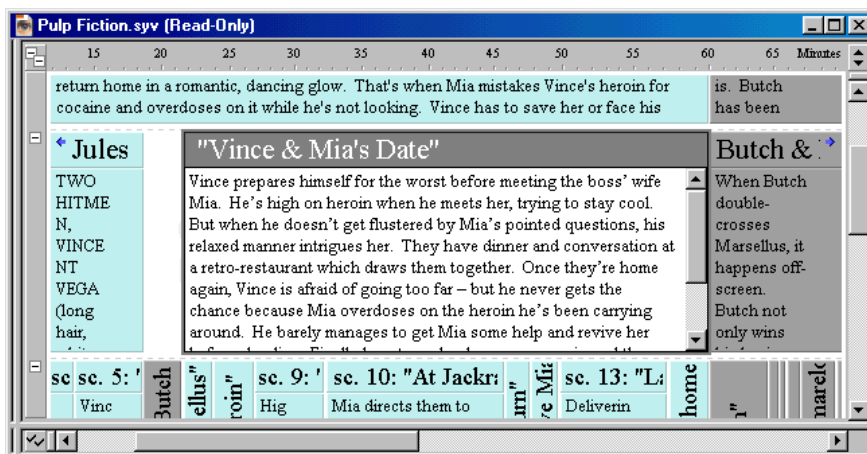 Pulp Fiction.syv (Read-Only)
15 20 25 30 35 40 45 50 55 60 65 Minutes
return home in a romantic, dancing glow. That's when Mia mistakes Vince's heroin for
cocaine and overdoses on it while he's not looking. Vince has to save her or face his
is. Butch
has been
Jules
TWO
HITME
N,
VINCE
NT
VEGA
(long
hair,
"Vince & Mia's Date"
Vince prepares himself for the worst before meeting the boss' wife
Mia. He's high on heroin when he meets her, trying to stay cool.
But when he doesn't get flustered by Mia's pointed questions, his
relaxed manner intrigues her. They have dinner and conversation at
a retro-restaurant which draws them together. Once they're home
again, Vince is afraid of going too far – but he never gets the
chance because Mia overdoses on the heroin he's been carrying
around. He barely manages to get Mia some help and revive her
Butch &
When Butch
double-
crosses
Marsellus, it
happens off-
screen.
Butch not
only wins
sc
sc. 5: '
Vinc
Butch
ellus"
roin"
sc. 9: '
Hig
sc. 10: "At Jackra
Mia directs them to
urn"
ve Mia
sc. 13: "La
Deliverin
home
marelo